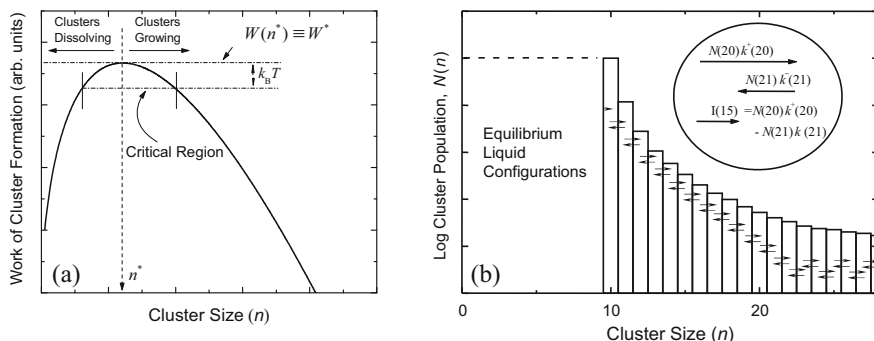 Clusters
Dissolving
Clusters
Growing
W(n*) ≡ W*
k_B T
Critical Region
n*
(a)
Work of Cluster Formation (arb. units)
Cluster Size (n)
Log Cluster Population, N(n)
Equilibrium
Liquid
Configurations
N(20) k⁺(20)
N(21) k⁻(21)
I(15) =N(20) k⁺(20)
- N(21) k (21)
(b)
0
10
20
Cluster Size (n)